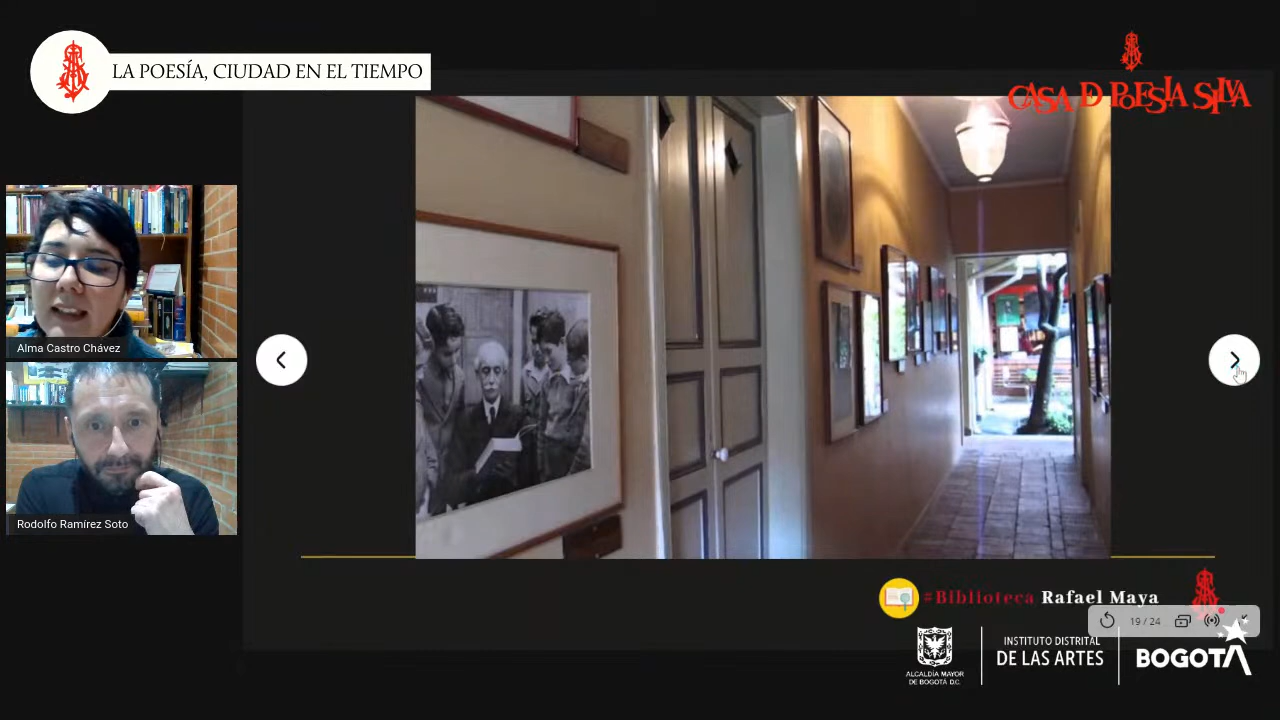 LA POESÍA, CIUDAD EN EL TIEMPO
CASA D POESIA SILVA
Alma Castro Chávez
Rodolfo Ramírez Soto
#Biblioteca Rafael Maya
19 / 24
ALCALDÍA MAYOR
DE BOGOTÁ D.C.
INSTITUTO DISTRITAL
DE LAS ARTES
BOGOTÁ